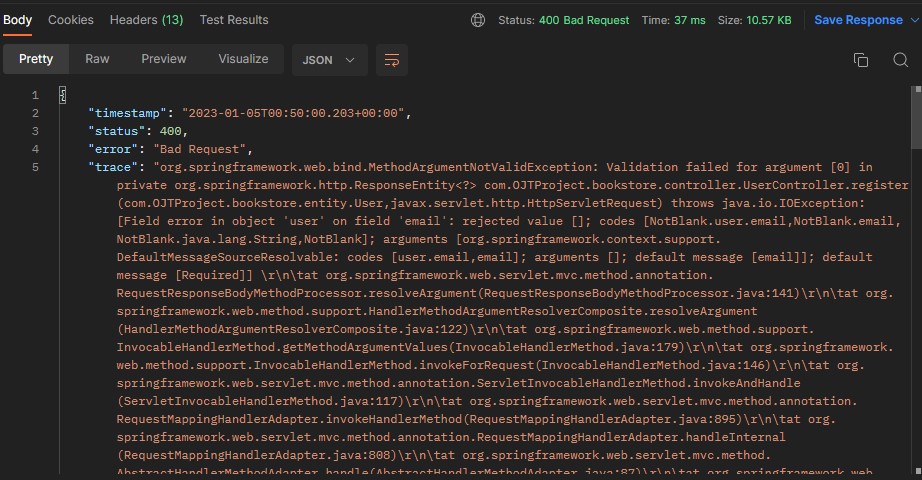 Body Cookies Headers (13) Test Results Status: 400 Bad Request Time: 37 ms Size: 10.57 KB Save Response
Pretty Raw Preview Visualize JSON
1 {
2 "timestamp": "2023-01-05T00:50:00.203+00:00",
3 "status": 400,
4 "error": "Bad Request",
5 "trace": "org.springframework.web.bind.MethodArgumentNotValidException: Validation failed for argument [0] in
private org.springframework.http.ResponseEntity<?> com.OJTProject.bookstore.controller.UserController.register
(com.OJTProject.bookstore.entity.User,javax.servlet.http.HttpServletRequest) throws java.io.IOException:
[Field error in object 'user' on field 'email': rejected value []; codes [NotBlank.user.email,NotBlank.email,
NotBlank.java.lang.String,NotBlank]; arguments [org.springframework.context.support.
DefaultMessageSourceResolvable: codes [user.email,email]; arguments []; default message [email]]; default
message [Required]] \r\n\tat org.springframework.web.servlet.mvc.method.annotation.
RequestResponseBodyMethodProcessor.resolveArgument(RequestResponseBodyMethodProcessor.java:141)\r\n\tat org.
springframework.web.method.support.HandlerMethodArgumentResolverComposite.resolveArgument
(HandlerMethodArgumentResolverComposite.java:122)\r\n\tat org.springframework.web.method.support.
InvocableHandlerMethod.getMethodArgumentValues(InvocableHandlerMethod.java:179)\r\n\tat org.springframework.
web.method.support.InvocableHandlerMethod.invokeForRequest(InvocableHandlerMethod.java:146)\r\n\tat org.
springframework.web.servlet.mvc.method.annotation.ServletInvocableHandlerMethod.invokeAndHandle
(ServletInvocableHandlerMethod.java:117)\r\n\tat org.springframework.web.servlet.mvc.method.annotation.
RequestMappingHandlerAdapter.invokeHandlerMethod(RequestMappingHandlerAdapter.java:895)\r\n\tat org.
springframework.web.servlet.mvc.method.annotation.RequestMappingHandlerAdapter.handleInternal
(RequestMappingHandlerAdapter.java:808)\r\n\tat org.springframework.web.servlet.mvc.method.
AbstractHandlerMethodAdapter.handle(AbstractHandlerMethodAdapter.java:87)\r\n\tat org.springframework.web.